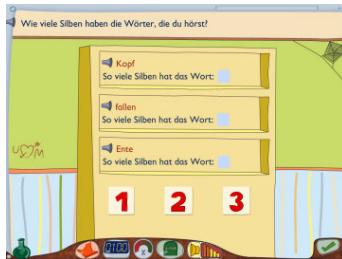 Wie viele Silben haben die Wörter, die du hörst?
Kopf
So viele Silben hat das Wort:
fallen
So viele Silben hat das Wort:
Ente
So viele Silben hat das Wort:
1 2 3